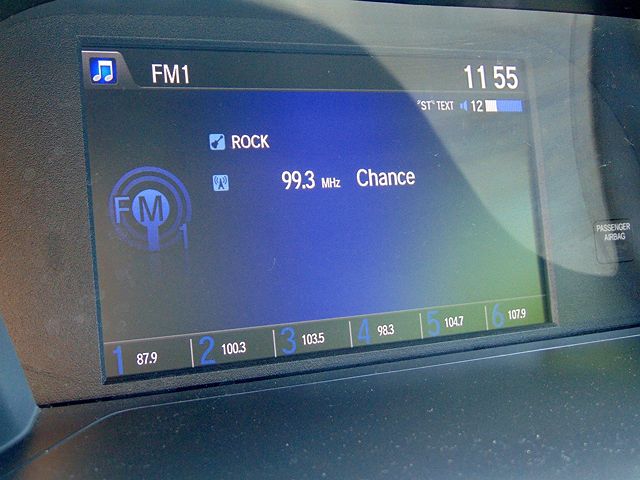 FM1 11 55
"ST" TEXT 12
ROCK
99.3 MHz Chance
FM 1
PASSENGER
AIRBAG
1 87.9 2 100.3 3 103.5 4 98.3 5 104.7 6 107.9